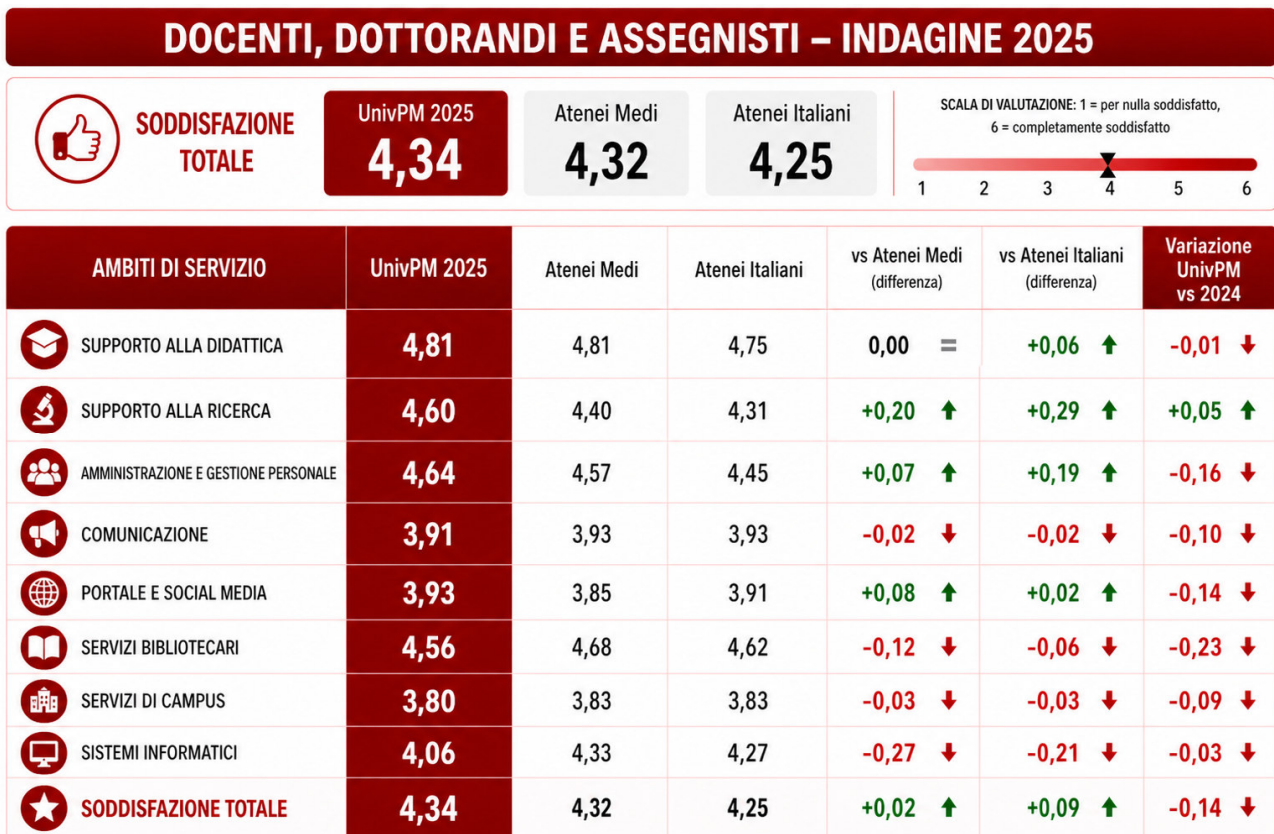 DOCENTI, DOTTORANDI E ASSEGNISTI – INDAGINE 2025
SODDISFAZIONE
TOTALE
UnivPM 2025
4,34
Atenei Medi
4,32
Atenei Italiani
4,25
SCALA DI VALUTAZIONE: 1 = per nulla soddisfatto,
6 = completamente soddisfatto
1 2 3 4 5 6
AMBITI DI SERVIZIO UnivPM 2025 Atenei Medi Atenei Italiani vs Atenei Medi (differenza) vs Atenei Italiani (differenza) Variazione UnivPM vs 2024
SUPPORTO ALLA DIDATTICA 4,81 4,81 4,75 0,00 = +0,06 ↑ -0,01 ↓
SUPPORTO ALLA RICERCA 4,60 4,40 4,31 +0,20 ↑ +0,29 ↑ +0,05 ↑
AMMINISTRAZIONE E GESTIONE PERSONALE 4,64 4,57 4,45 +0,07 ↑ +0,19 ↑ -0,16 ↓
COMUNICAZIONE 3,91 3,93 3,93 -0,02 ↓ -0,02 ↓ -0,10 ↓
PORTALE E SOCIAL MEDIA 3,93 3,85 3,91 +0,08 ↑ +0,02 ↑ -0,14 ↓
SERVIZI BIBLIOTECARI 4,56 4,68 4,62 -0,12 ↓ -0,06 ↓ -0,23 ↓
SERVIZI DI CAMPUS 3,80 3,83 3,83 -0,03 ↓ -0,03 ↓ -0,09 ↓
SISTEMI INFORMATICI 4,06 4,33 4,27 -0,27 ↓ -0,21 ↓ -0,03 ↓
SODDISFAZIONE TOTALE 4,34 4,32 4,25 +0,02 ↑ +0,09 ↑ -0,14 ↓